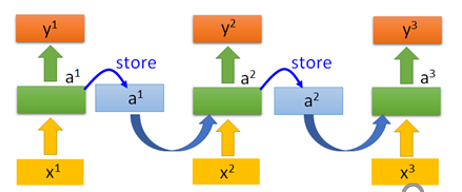 y¹ y² y³
store store
a¹ a² a³
a¹ a²
x¹ x² x³